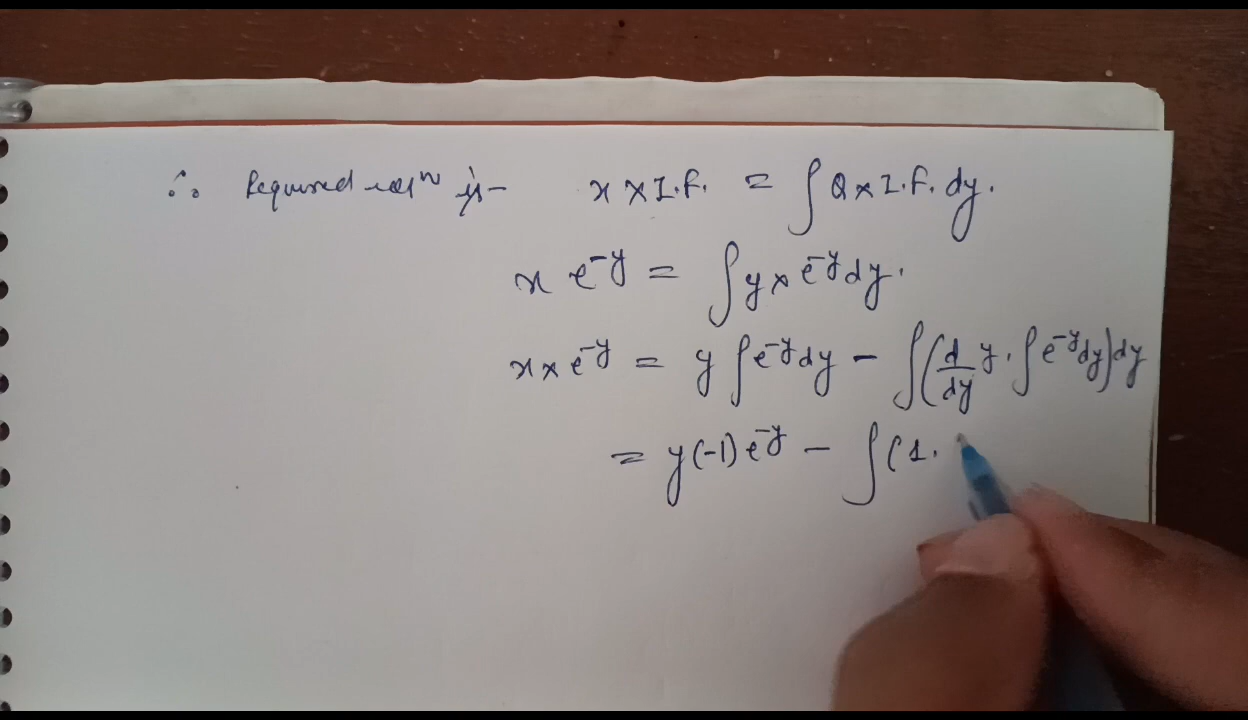 ∴ Required solⁿ is- x × I.F. = ∫ Q × I.F. dy.
x e⁻ʸ = ∫ y × e⁻ʸ dy.
x × e⁻ʸ = y ∫ e⁻ʸ dy − ∫ (d/dy y · ∫ e⁻ʸ dy) dy
= y(-1) e⁻ʸ − ∫ (1.